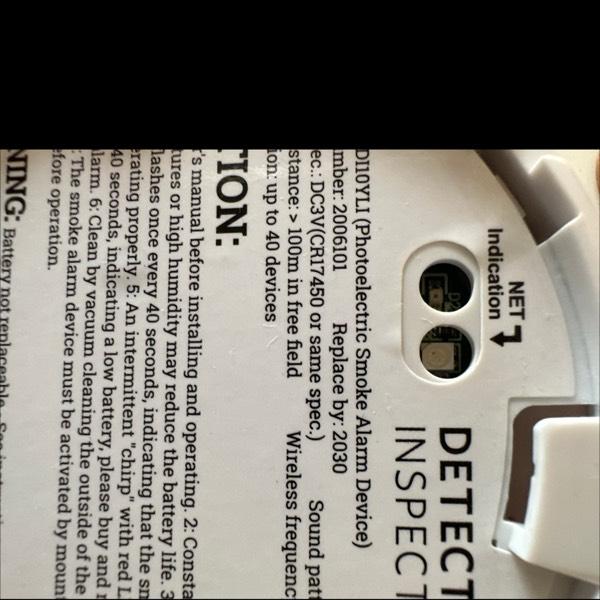 NET
Indication
DETECT
INSPECT
DIIOYLI (Photoelectric Smoke Alarm Device)
mber: 2006101 Replace by: 2030
ec.: DC3V(CR17450 or same spec.) Sound patt
stance: > 100m in free field Wireless frequenc
ion: up to 40 devices
TION:
r's manual before installing and operating. 2: Consta
tures or high humidity may reduce the battery life. 3
lashes once every 40 seconds, indicating that the sm
rating properly. 5: An intermittent "chirp" with red L
40 seconds, indicating a low battery, please buy and r
larm. 6: Clean by vacuum cleaning the outside of the
: The smoke alarm device must be activated by mount
efore operation.
NING: Battery not replaceable. See